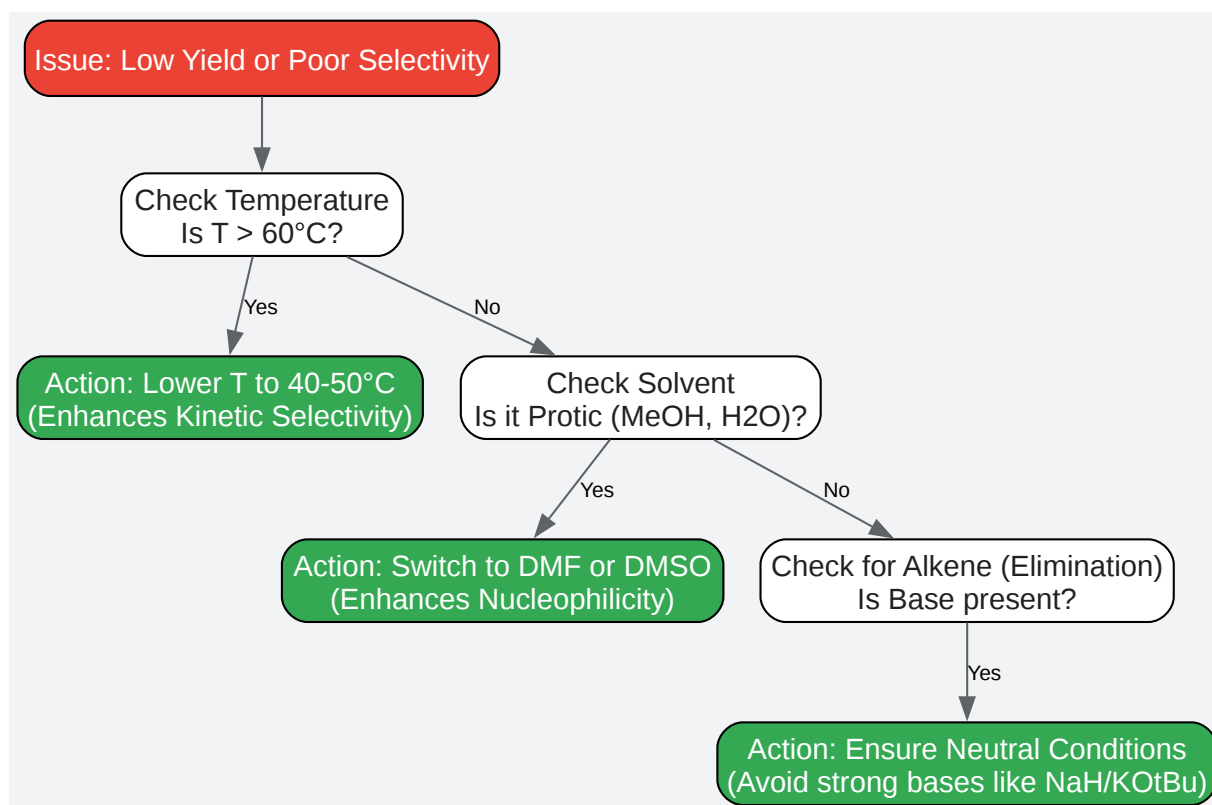 Issue: Low Yield or Poor Selectivity
Check Temperature
Is T > 60°C?
Yes
No
Action: Lower T to 40-50°C
(Enhances Kinetic Selectivity)
Check Solvent
Is it Protic (MeOH, H2O)?
Yes
No
Action: Switch to DMF or DMSO
(Enhances Nucleophilicity)
Check for Alkene (Elimination)
Is Base present?
Yes
Action: Ensure Neutral Conditions
(Avoid strong bases like NaH/KOtBu)